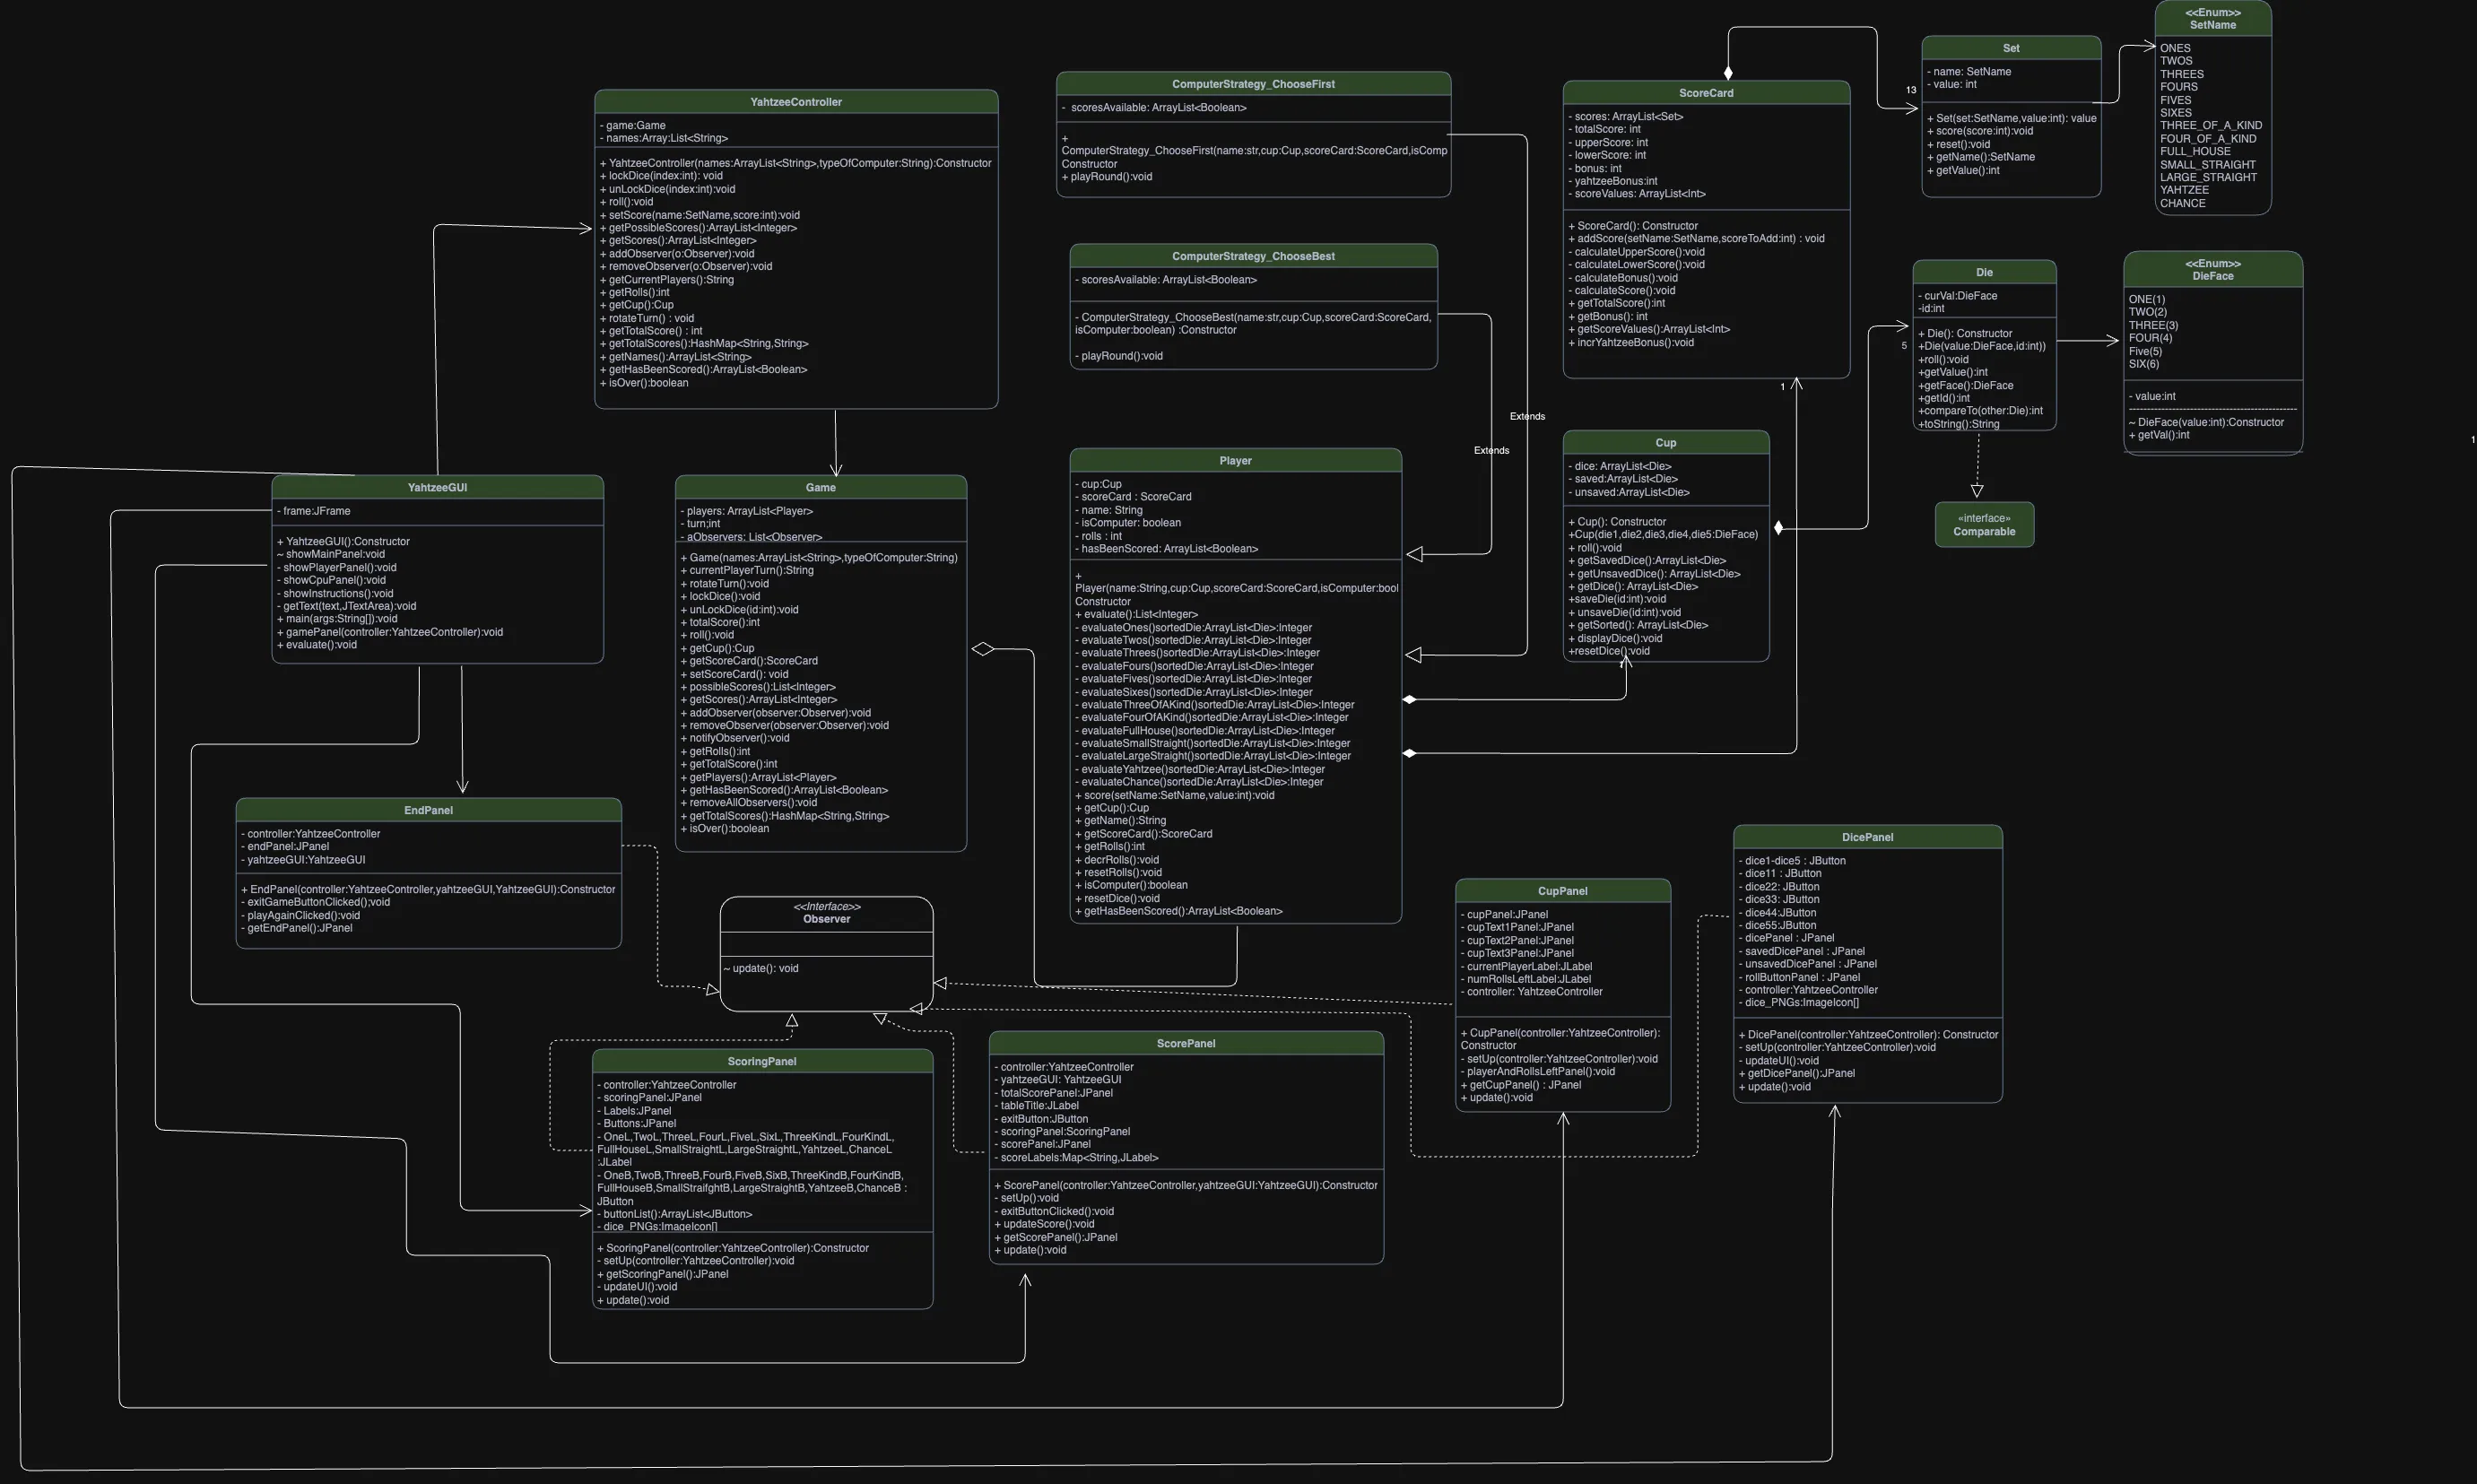 YahtzeeController
- game:Game
- names:Array:List<String>
+ YahtzeeController(names:ArrayList<String>,typeOfComputer:String):Constructor
+ lockDice(index:int): void
+ unLockDice(index:int):void
+ roll():void
+ setScore(name:SetName,score:int):void
+ getPossibleScores():ArrayList<Integer>
+ getScores():ArrayList<Integer>
+ addObserver(o:Observer):void
+ removeObserver(o:Observer):void
+ getCurrentPlayers():String
+ getRolls():int
+ getCup():Cup
+ rotateTurn() : void
+ getTotalScore() : int
+ getTotalScores():HashMap<String,String>
+ getNames():ArrayList<String>
+ getHasBeenScored():ArrayList<Boolean>
+ isOver():boolean
ComputerStrategy_ChooseFirst
- scoresAvailable: ArrayList<Boolean>
+
ComputerStrategy_ChooseFirst(name:str,cup:Cup,scoreCard:ScoreCard,isComp
Constructor
+ playRound():void
ComputerStrategy_ChooseBest
- scoresAvailable: ArrayList<Boolean>
- ComputerStrategy_ChooseBest(name:str,cup:Cup,scoreCard:ScoreCard,
isComputer:boolean) :Constructor
- playRound():void
Extends
Extends
ScoreCard
- scores: ArrayList<Set>
- totalScore: int
- upperScore: int
- lowerScore: int
- bonus: int
- yahtzeeBonus:int
- scoreValues: ArrayList<Int>
+ ScoreCard(): Constructor
+ addScore(setName:SetName,scoreToAdd:int) : void
- calculateUpperScore():void
- calculateLowerScore():void
- calculateBonus():void
- calculateScore():void
+ getTotalScore():int
+ getBonus(): int
+ getScoreValues():ArrayList<Int>
+ incrYahtzeeBonus():void
1
13
Set
- name: SetName
- value: int
+ Set(set:SetName,value:int): value
+ score(score:int):void
+ reset():void
+ getName():SetName
+ getValue():int
<<Enum>>
SetName
ONES
TWOS
THREES
FOURS
FIVES
SIXES
THREE_OF_A_KIND
FOUR_OF_A_KIND
FULL_HOUSE
SMALL_STRAIGHT
LARGE_STRAIGHT
YAHTZEE
CHANCE
5
Die
- curVal:DieFace
-id:int
+ Die(): Constructor
+Die(value:DieFace,id:int))
+roll():void
+getValue():int
+getFace():DieFace
+getId():int
+compareTo(other:Die):int
+toString():String
<<Enum>>
DieFace
ONE(1)
TWO(2)
THREE(3)
FOUR(4)
Five(5)
SIX(6)
- value:int
~ DieFace(value:int):Constructor
+ getVal():int
1
«interface»
Comparable
Cup
- dice: ArrayList<Die>
- saved:ArrayList<Die>
- unsaved:ArrayList<Die>
+ Cup(): Constructor
+Cup(die1,die2,die3,die4,die5:DieFace)
+ roll():void
+ getSavedDice():ArrayList<Die>
+ getUnsavedDice(): ArrayList<Die>
+ getDice(): ArrayList<Die>
+saveDie(id:int):void
+ unsaveDie(id:int):void
+ getSorted(): ArrayList<Die>
+ displayDice():void
+resetDice():void
1
YahtzeeGUI
- frame:JFrame
+ YahtzeeGUI():Constructor
~ showMainPanel:void
- showPlayerPanel():void
- showCpuPanel():void
- showInstructions():void
- getText(text,JTextArea):void
+ main(args:String[]):void
+ gamePanel(controller:YahtzeeController):void
+ evaluate():void
Game
- players: ArrayList<Player>
- turn;int
- aObservers: List<Observer>
+ Game(names:ArrayList<String>,typeOfComputer:String)
+ currentPlayerTurn():String
+ rotateTurn():void
+ lockDice():void
+ unLockDice(id:int):void
+ totalScore():int
+ roll():void
+ getCup():Cup
+ getScoreCard():ScoreCard
+ setScoreCard(): void
+ possibleScores():List<Integer>
+ getScores():ArrayList<Integer>
+ addObserver(observer:Observer):void
+ removeObserver(observer:Observer):void
+ notifyObserver():void
+ getRolls():int
+ getTotalScore():int
+ getPlayers():ArrayList<Player>
+ getHasBeenScored():ArrayList<Boolean>
+ removeAllObservers():void
+ getTotalScores():HashMap<String,String>
+ isOver():boolean
Player
- cup:Cup
- scoreCard : ScoreCard
- name: String
- isComputer: boolean
- rolls : int
- hasBeenScored: ArrayList<Boolean>
+
Player(name:String,cup:Cup,scoreCard:ScoreCard,isComputer:bool
Constructor
+ evaluate():List<Integer>
- evaluateOnes()sortedDie:ArrayList<Die>:Integer
- evaluateTwos()sortedDie:ArrayList<Die>:Integer
- evaluateThrees()sortedDie:ArrayList<Die>:Integer
- evaluateFours()sortedDie:ArrayList<Die>:Integer
- evaluateFives()sortedDie:ArrayList<Die>:Integer
- evaluateSixes()sortedDie:ArrayList<Die>:Integer
- evaluateThreeOfAKind()sortedDie:ArrayList<Die>:Integer
- evaluateFourOfAKind()sortedDie:ArrayList<Die>:Integer
- evaluateFullHouse()sortedDie:ArrayList<Die>:Integer
- evaluateSmallStraight()sortedDie:ArrayList<Die>:Integer
- evaluateLargeStraight()sortedDie:ArrayList<Die>:Integer
- evaluateYahtzee()sortedDie:ArrayList<Die>:Integer
- evaluateChance()sortedDie:ArrayList<Die>:Integer
+ score(setName:SetName,value:int):void
+ getCup():Cup
+ getName():String
+ getScoreCard():ScoreCard
+ getRolls():int
+ decrRolls():void
+ resetRolls():void
+ isComputer():boolean
+ resetDice():void
+ getHasBeenScored():ArrayList<Boolean>
EndPanel
- controller:YahtzeeController
- endPanel:JPanel
- yahtzeeGUI:YahtzeeGUI
+ EndPanel(controller:YahtzeeController,yahtzeeGUI,YahtzeeGUI):Constructor
- exitGameButtonClicked();void
- playAgainClicked():void
- getEndPanel():JPanel
<<Interface>>
Observer
~ update(): void
CupPanel
- cupPanel:JPanel
- cupText1Panel:JPanel
- cupText2Panel:JPanel
- cupText3Panel:JPanel
- currentPlayerLabel:JLabel
- numRollsLeftLabel:JLabel
- controller: YahtzeeController
+ CupPanel(controller:YahtzeeController):
Constructor
- setUp(controller:YahtzeeController):void
- playerAndRollsLeftPanel():void
+ getCupPanel() : JPanel
+ update():void
DicePanel
- dice1-dice5 : JButton
- dice11 : JButton
- dice22: JButton
- dice33: JButton
- dice44:JButton
- dice55:JButton
- dicePanel : JPanel
- savedDicePanel : JPanel
- unsavedDicePanel : JPanel
- rollButtonPanel : JPanel
- controller:YahtzeeController
- dice_PNGs:ImageIcon[]
+ DicePanel(controller:YahtzeeController): Constructor
- setUp(controller:YahtzeeController):void
- updateUI():void
+ getDicePanel():JPanel
+ update():void
ScoringPanel
- controller:YahtzeeController
- scoringPanel:JPanel
- Labels:JPanel
- Buttons:JPanel
- OneL,TwoL,ThreeL,FourL,FiveL,SixL,ThreeKindL,FourKindL,
FullHouseL,SmallStraightL,LargeStraightL,YahtzeeL,ChanceL
:JLabel
- OneB,TwoB,ThreeB,FourB,FiveB,SixB,ThreeKindB,FourKindB,
FullHouseB,SmallStraifghtB,LargeStraightB,YahtzeeB,ChanceB :
JButton
- buttonList():ArrayList<JButton>
- dice_PNGs:ImageIcon[]
+ ScoringPanel(controller:YahtzeeController):Constructor
- setUp(controller:YahtzeeController):void
+ getScoringPanel():JPanel
- updateUI():void
+ update():void
ScorePanel
- controller:YahtzeeController
- yahtzeeGUI: YahtzeeGUI
- totalScorePanel:JPanel
- tableTitle:JLabel
- exitButton:JButton
- scoringPanel:ScoringPanel
- scorePanel:JPanel
- scoreLabels:Map<String,JLabel>
+ ScorePanel(controller:YahtzeeController,yahtzeeGUI:YahtzeeGUI):Constructor
- setUp():void
- exitButtonClicked():void
+ updateScore():void
+ getScorePanel():JPanel
+ update():void